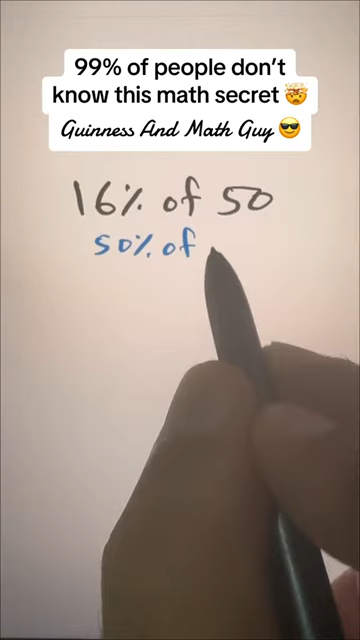 99% of people don't
know this math secret 🤯
Guinness And Math Guy 😎
16% of 50
50% of